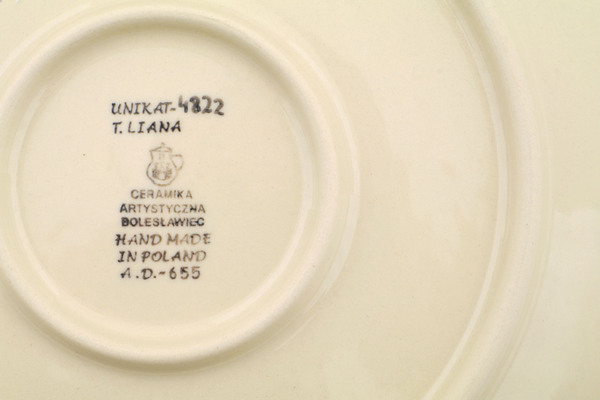 UNIKAT-4822
T. LIANA
CERAMIKA
ARTYSTYCZNA
BOLESŁAWIEC
HAND MADE
IN POLAND
A.D.-655